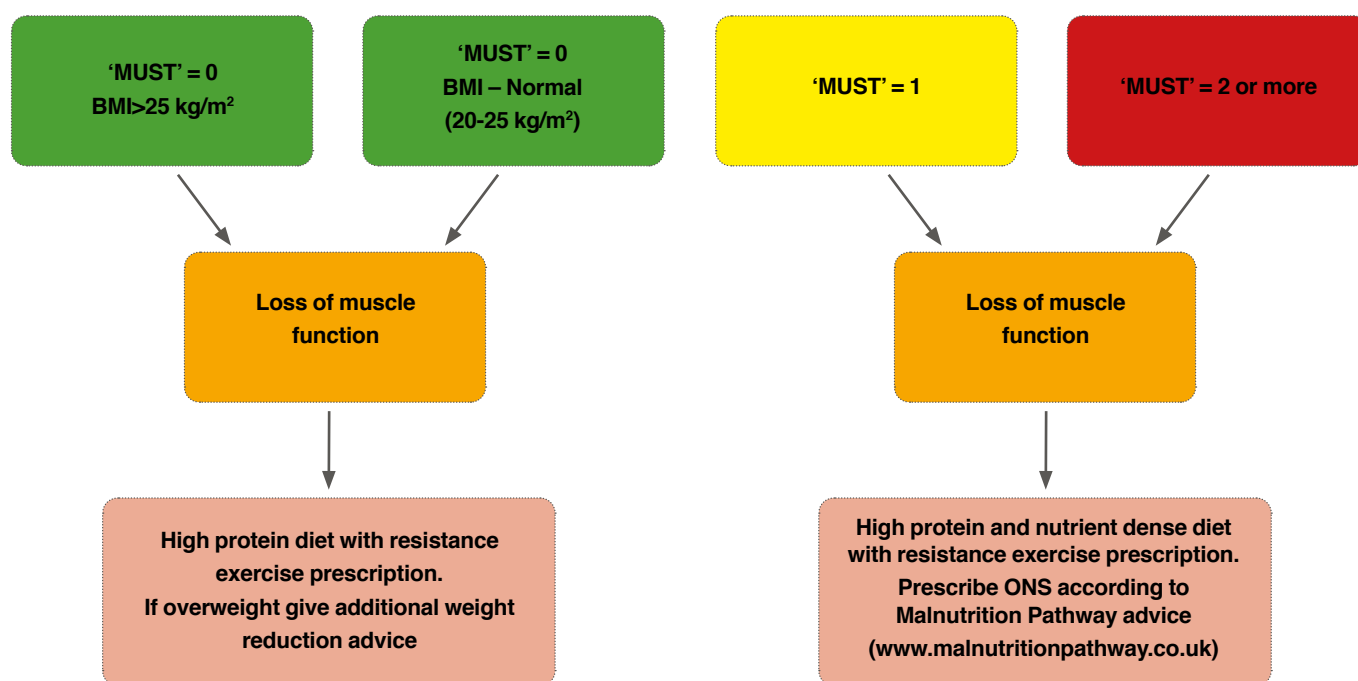 ‘MUST’ = 0
BMI>25 kg/m²
‘MUST’ = 0
BMI – Normal
(20-25 kg/m²)
‘MUST’ = 1
‘MUST’ = 2 or more
Loss of muscle
function
Loss of muscle
function
High protein diet with resistance
exercise prescription.
If overweight give additional weight
reduction advice
High protein and nutrient dense diet
with resistance exercise prescription.
Prescribe ONS according to
Malnutrition Pathway advice
(www.malnutritionpathway.co.uk)